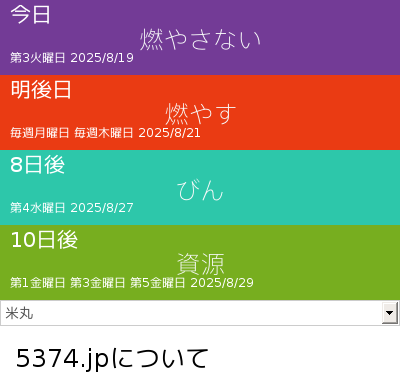 今日
燃やさない
第3火曜日 2025/8/19
明後日
燃やす
毎週月曜日 毎週木曜日 2025/8/21
8日後
びん
第4水曜日 2025/8/27
10日後
資源
第1金曜日 第3金曜日 第5金曜日 2025/8/29
米丸
5374.jpについて